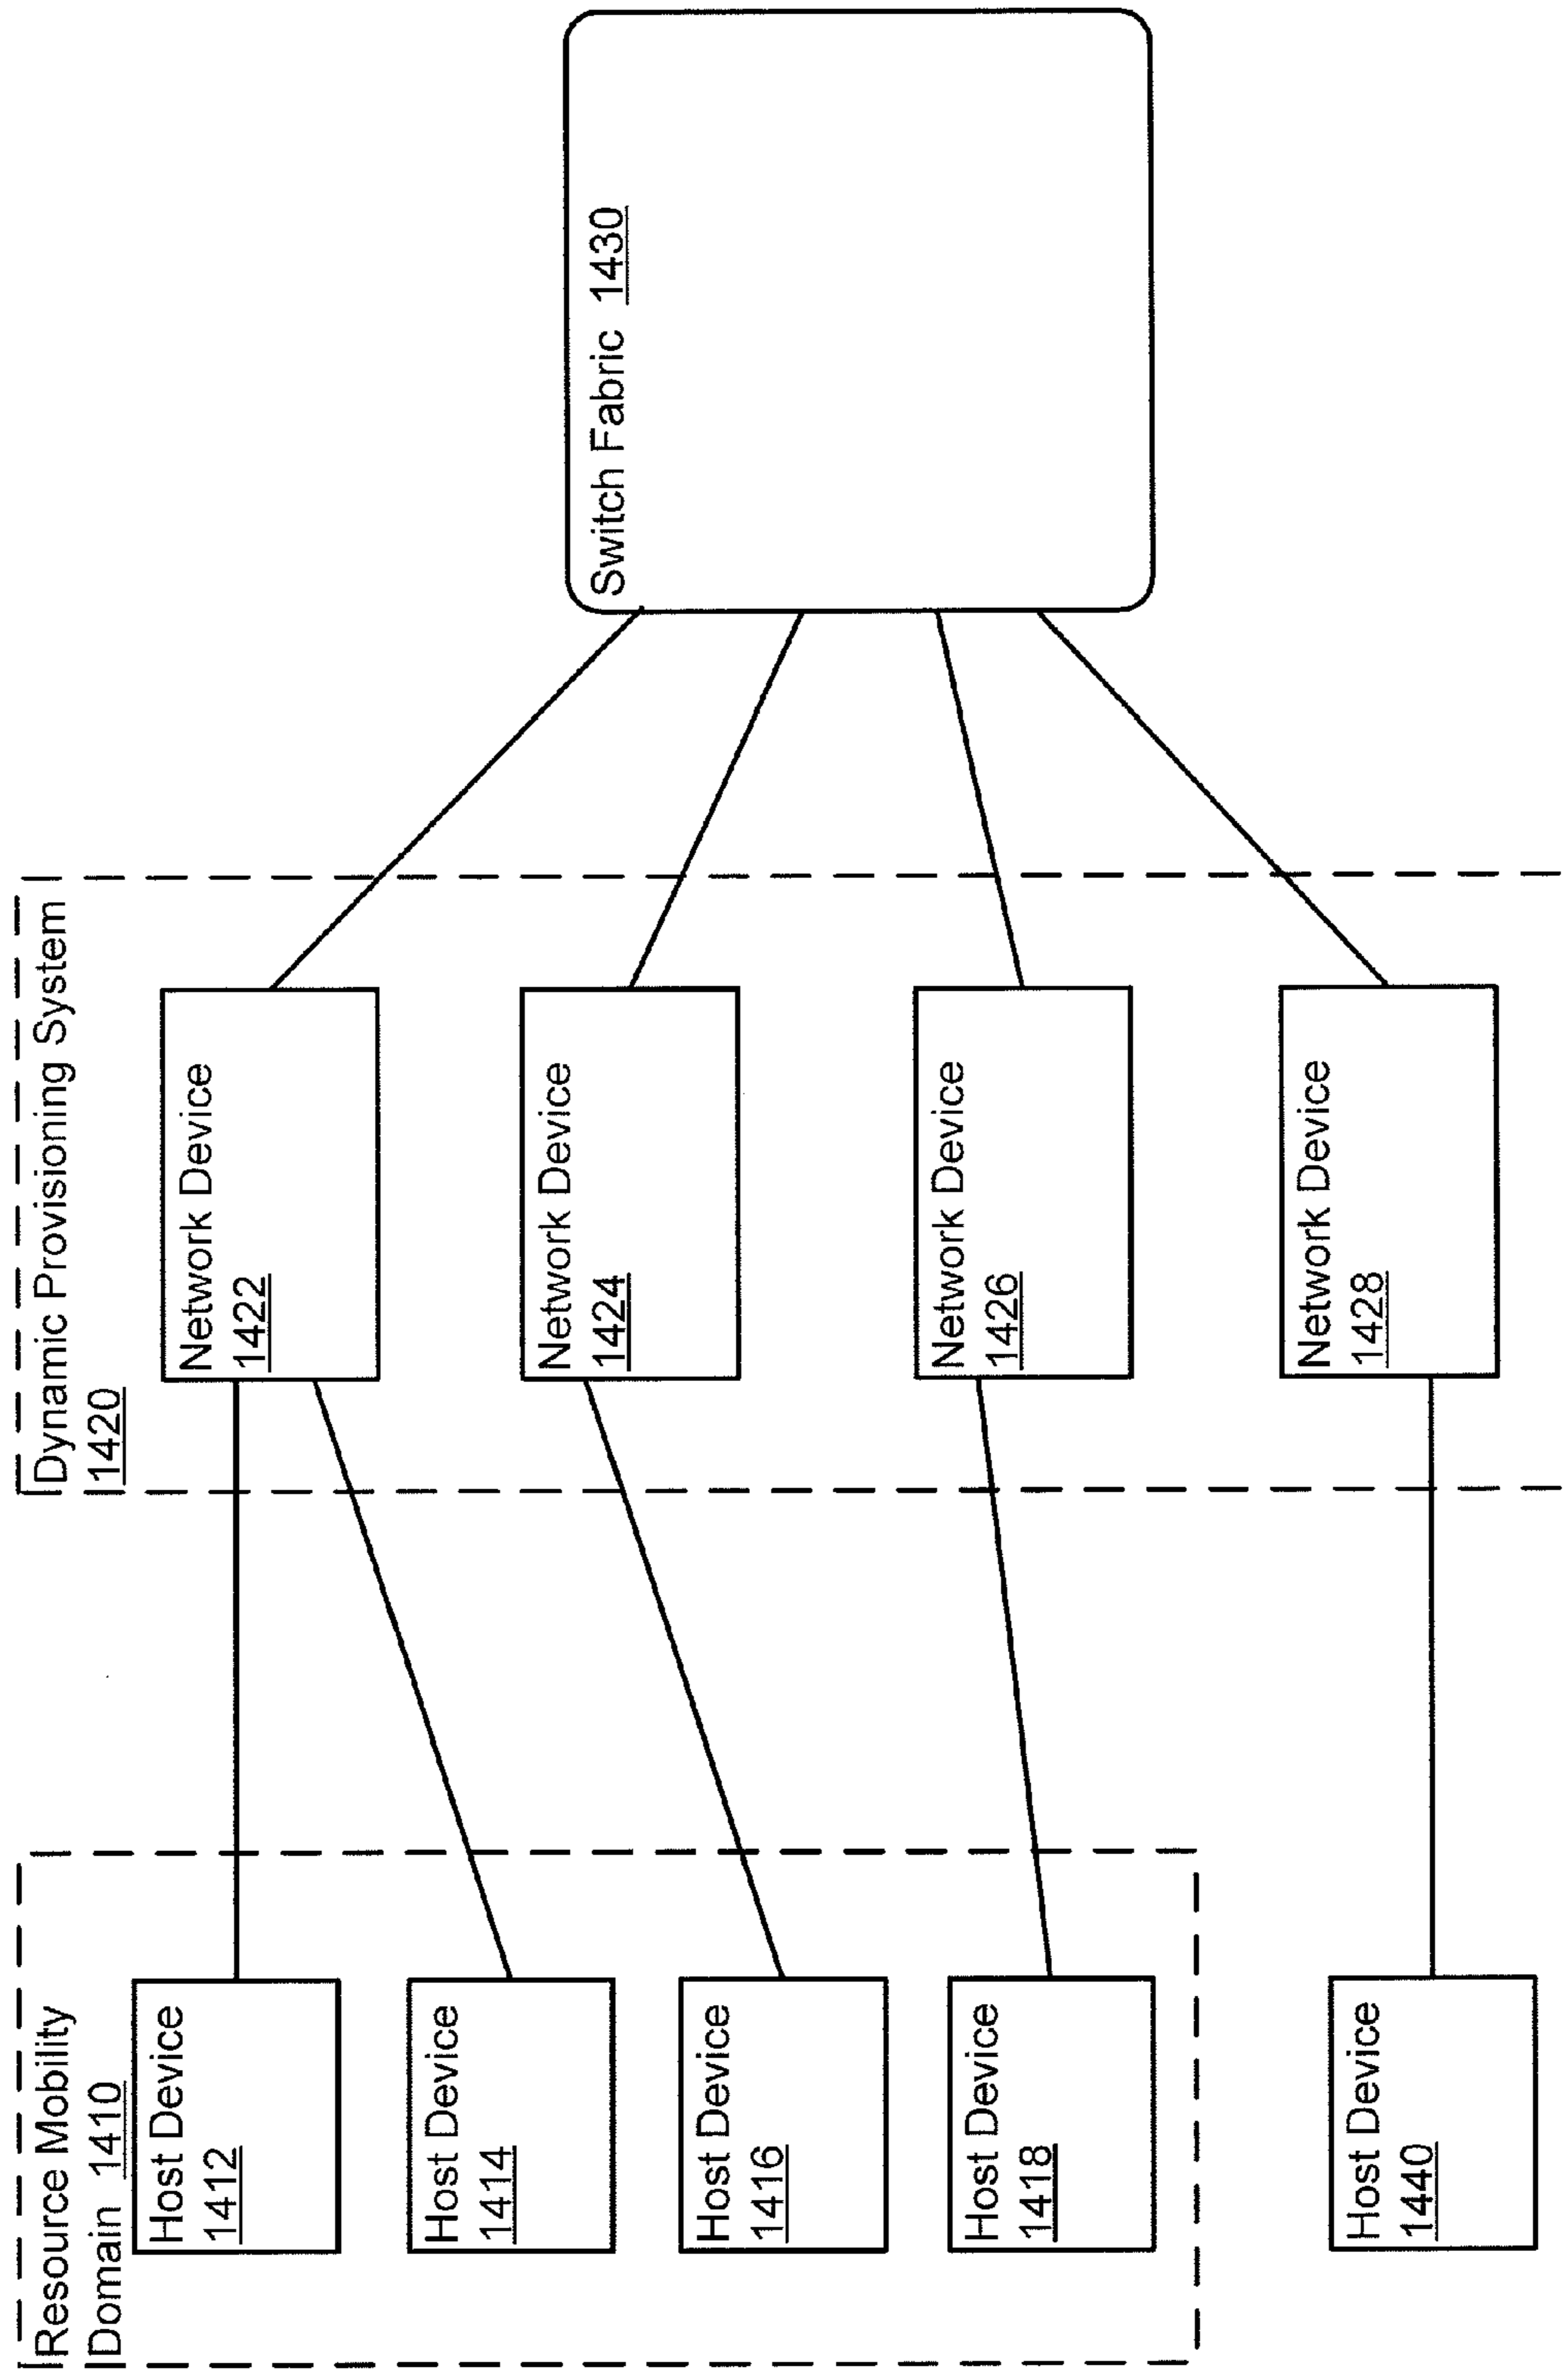 Resource Mobility
Domain 1410
Host Device
1412
Host Device
1414
Host Device
1416
Host Device
1418
Host Device
1440
Dynamic Provisioning System
1420
Network Device
1422
Network Device
1424
Network Device
1426
Network Device
1428
Switch Fabric 1430